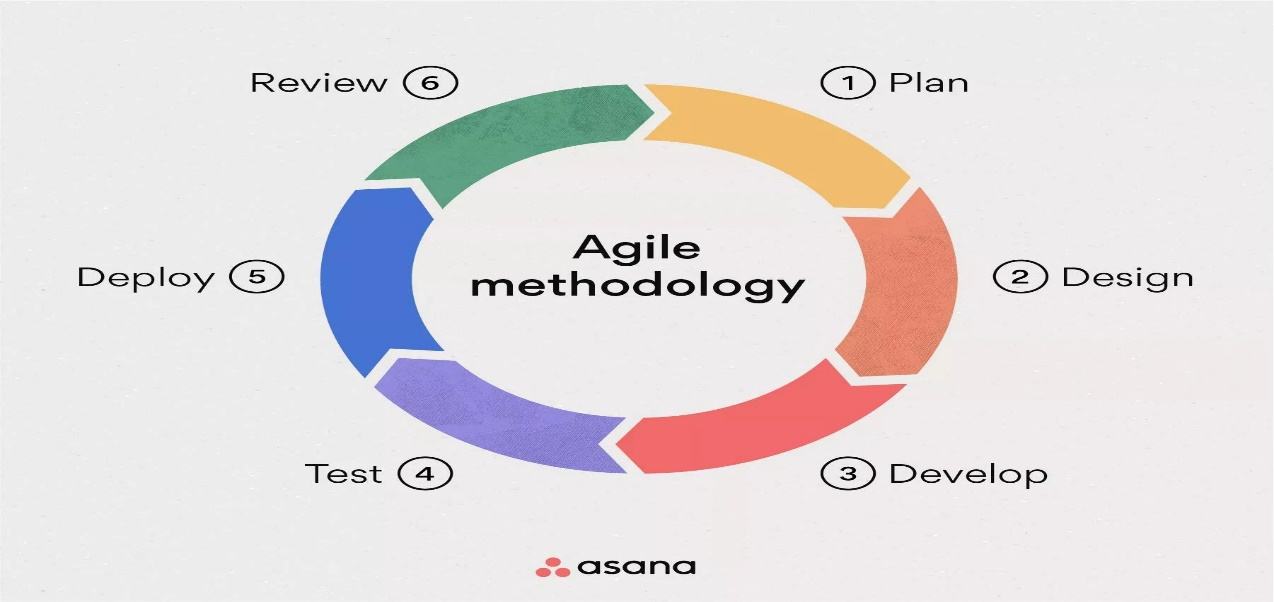 Review 6
1 Plan
Agile
methodology
Deploy 5
2 Design
Test 4
3 Develop
asana